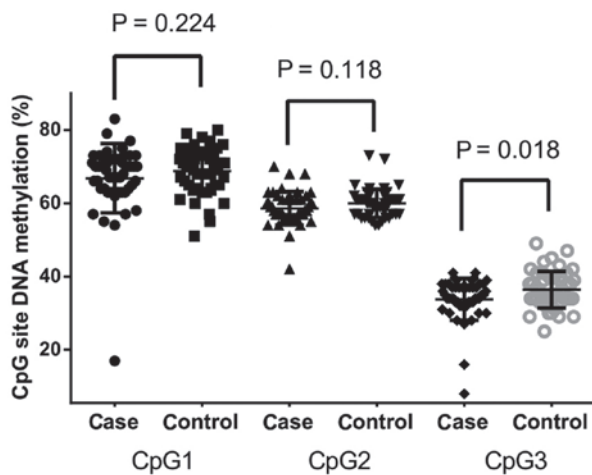 P = 0.224
P = 0.118
P = 0.018
CpG site DNA methylation (%)
80
60
40
20
Case Control Case Control Case Control
CpG1 CpG2 CpG3